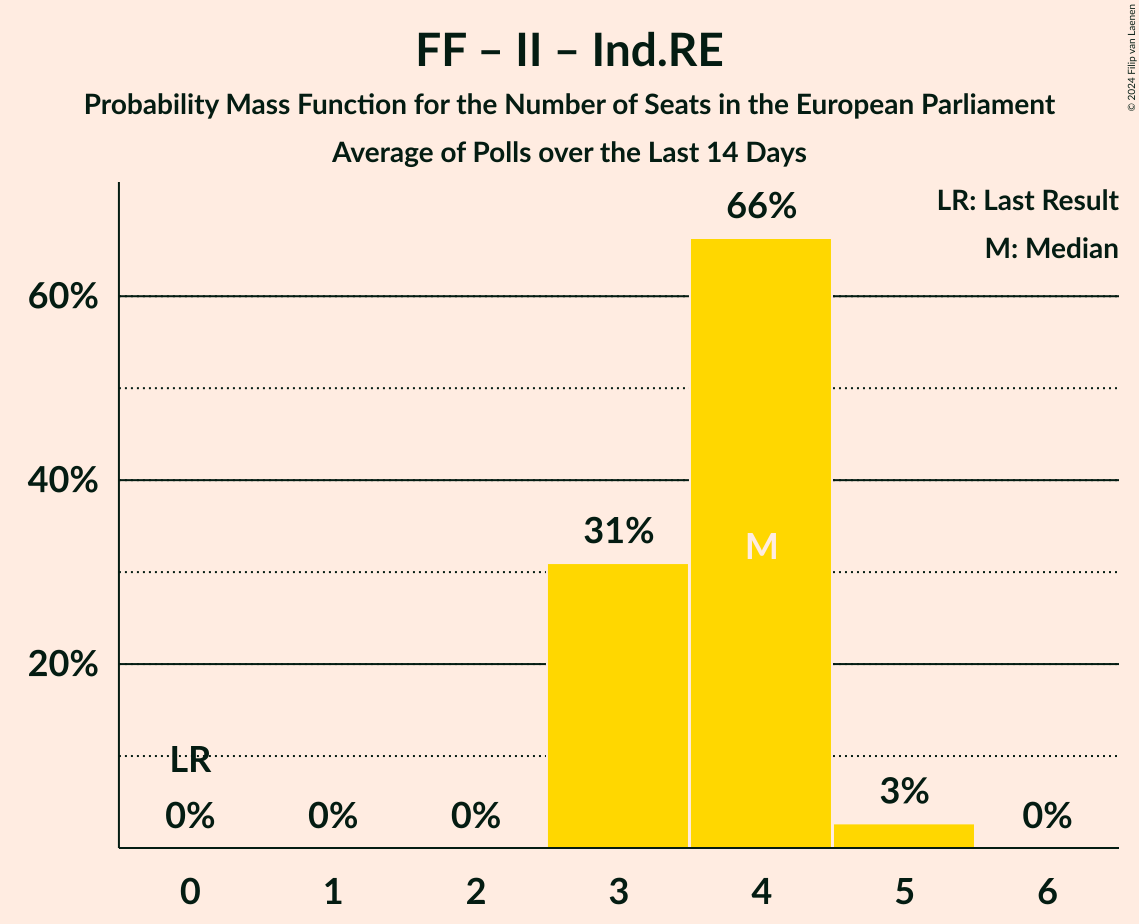 FF – II – Ind.RE
Probability Mass Function for the Number of Seats in the European Parliament
Average of Polls over the Last 14 Days
© 2024 Filip van Laenen
LR: Last Result
M: Median
66%
60%
40%
31%
M
20%
LR
3%
0% 0% 0% 0%
0 1 2 3 4 5 6